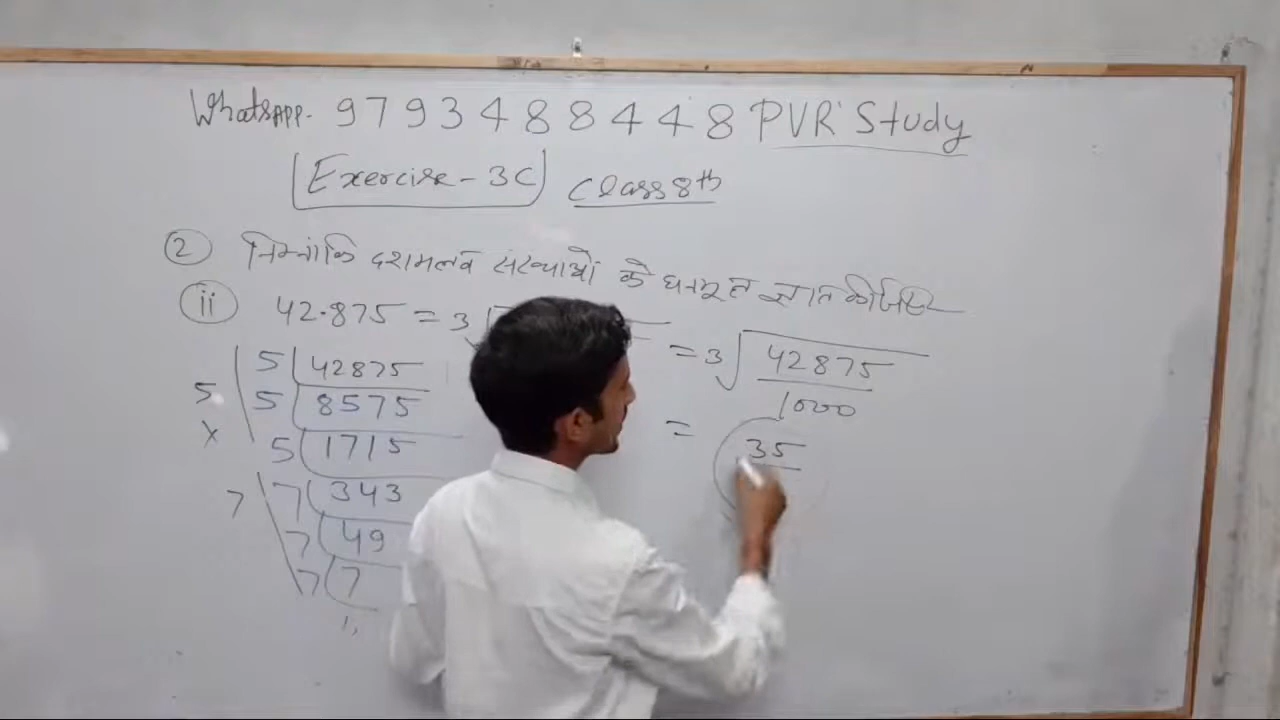 WhatsApp. 9793488448 PVR Study
Exercise - 3C Class 8th
2 निम्नांकि दशमलव संख्याओं के घनमूल ज्ञात कीजिए
ii 42.875 = 3√ = 3√42875
1000
= 35
5 42875
5 8575
5 1715
7 343
7 49
7 7
1,
5
x
7